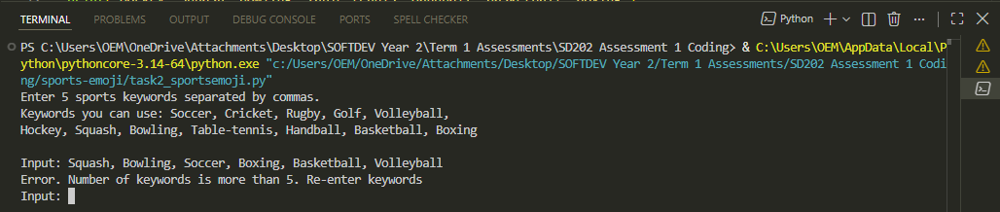 TERMINAL PROBLEMS OUTPUT DEBUG CONSOLE PORTS SPELL CHECKER Python
PS C:\Users\OEM\OneDrive\Attachments\Desktop\SOFTDEV Year 2\Term 1 Assessments\SD202 Assessment 1 Coding> & C:\Users\OEM\AppData\Local\P
ython\pythoncore-3.14-64\python.exe "c:/Users/OEM/OneDrive/Attachments/Desktop/SOFTDEV Year 2/Term 1 Assessments/SD202 Assessment 1 Codi
ng/sports-emoji/task2_sportsemoji.py"
Enter 5 sports keywords separated by commas.
Keywords you can use: Soccer, Cricket, Rugby, Golf, Volleyball,
Hockey, Squash, Bowling, Table-tennis, Handball, Basketball, Boxing
Input: Squash, Bowling, Soccer, Boxing, Basketball, Volleyball
Error. Number of keywords is more than 5. Re-enter keywords
Input: